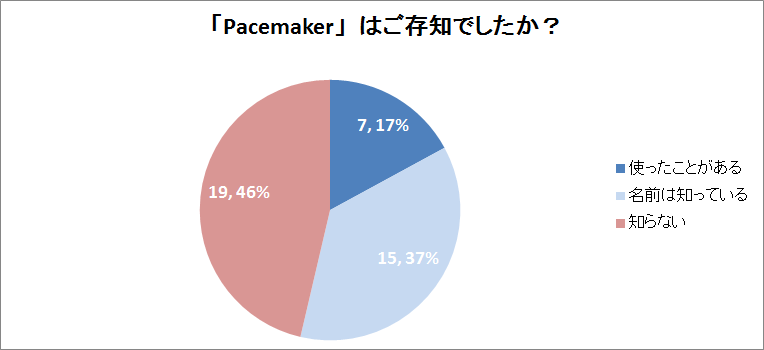 「Pacemaker」はご存知でしたか？
7, 17%
15, 37%
19, 46%
使ったことがある
名前は知っている
知らない